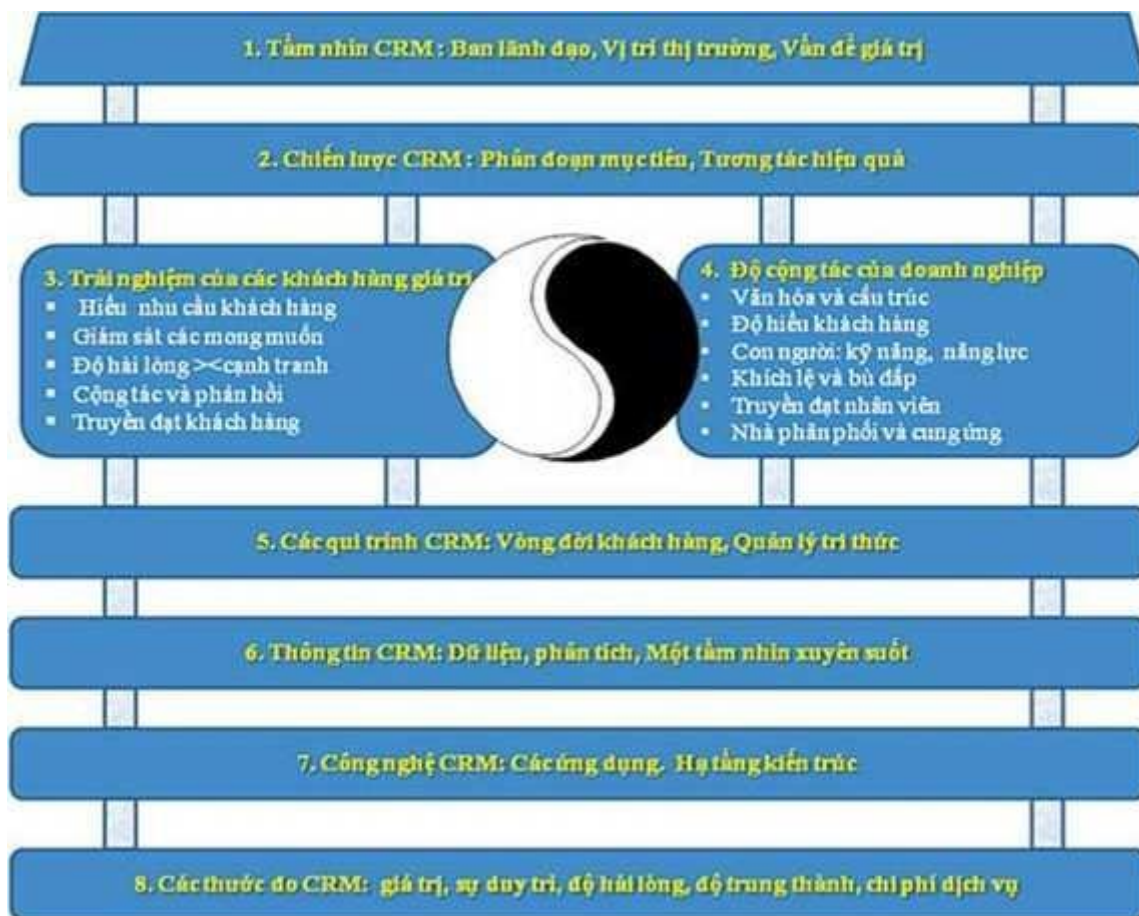 1. Tầm nhìn CRM : Ban lãnh đạo, Vị trí thị trường, Vấn đề giá trị
2. Chiến lược CRM : Phân đoạn mục tiêu, Tương tác hiệu quả
3. Trải nghiệm của các khách hàng giá trị
▪ Hiểu nhu cầu khách hàng
▪ Giám sát các mong muốn
▪ Độ hài lòng ><cạnh tranh
▪ Cộng tác và phản hồi
▪ Truyền đạt khách hàng
4. Độ cộng tác của doanh nghiệp
▪ Văn hóa và cấu trúc
▪ Độ hiểu khách hàng
▪ Con người: kỹ năng, năng lực
▪ Khích lệ và bù đắp
▪ Truyền đạt nhân viên
▪ Nhà phân phối và cung ứng
5. Các qui trình CRM: Vòng đời khách hàng, Quản lý tri thức
6. Thông tin CRM: Dữ liệu, phân tích, Một tầm nhìn xuyên suốt
7. Công nghệ CRM: Các ứng dụng. Hạ tầng kiến trúc
8. Các thước đo CRM: giá trị, sự duy trì, độ hài lòng, độ trung thành, chi phí dịch vụ